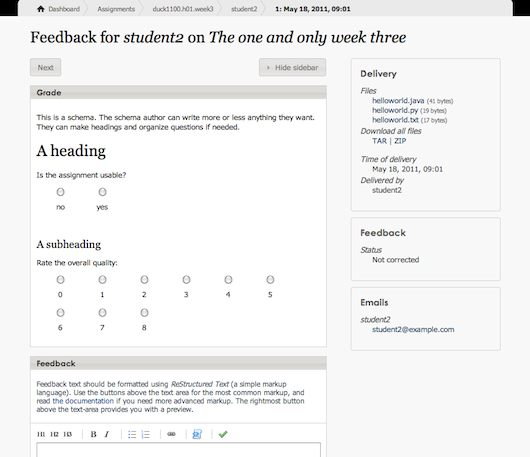 Dashboard Assignments duck1100.h01.week3 student2 1: May 18, 2011, 09:01
Feedback for student2 on The one and only week three
Next
+ Hide sidebar
Grade
This is a schema. The schema author can write more or less anything they want.
They can make headings and organize questions if needed.
A heading
Is the assignment usable?
no yes
A subheading
Rate the overall quality:
0 1 2 3 4 5
6 7 8
Feedback
Feedback text should be formatted using ReStructured Text (a simple markup
language). Use the buttons above the text area for the most common markup, and
read the documentation if you need more advanced markup. The rightmost button
above the text-area provides you with a preview.
H1 H2 H3 B I
Delivery
Files
helloworld.java (41 bytes)
helloworld.py (19 bytes)
helloworld.txt (17 bytes)
Download all files
TAR | ZIP
Time of delivery
May 18, 2011, 09:01
Delivered by
student2
Feedback
Status
Not corrected
Emails
student2
student2@example.com